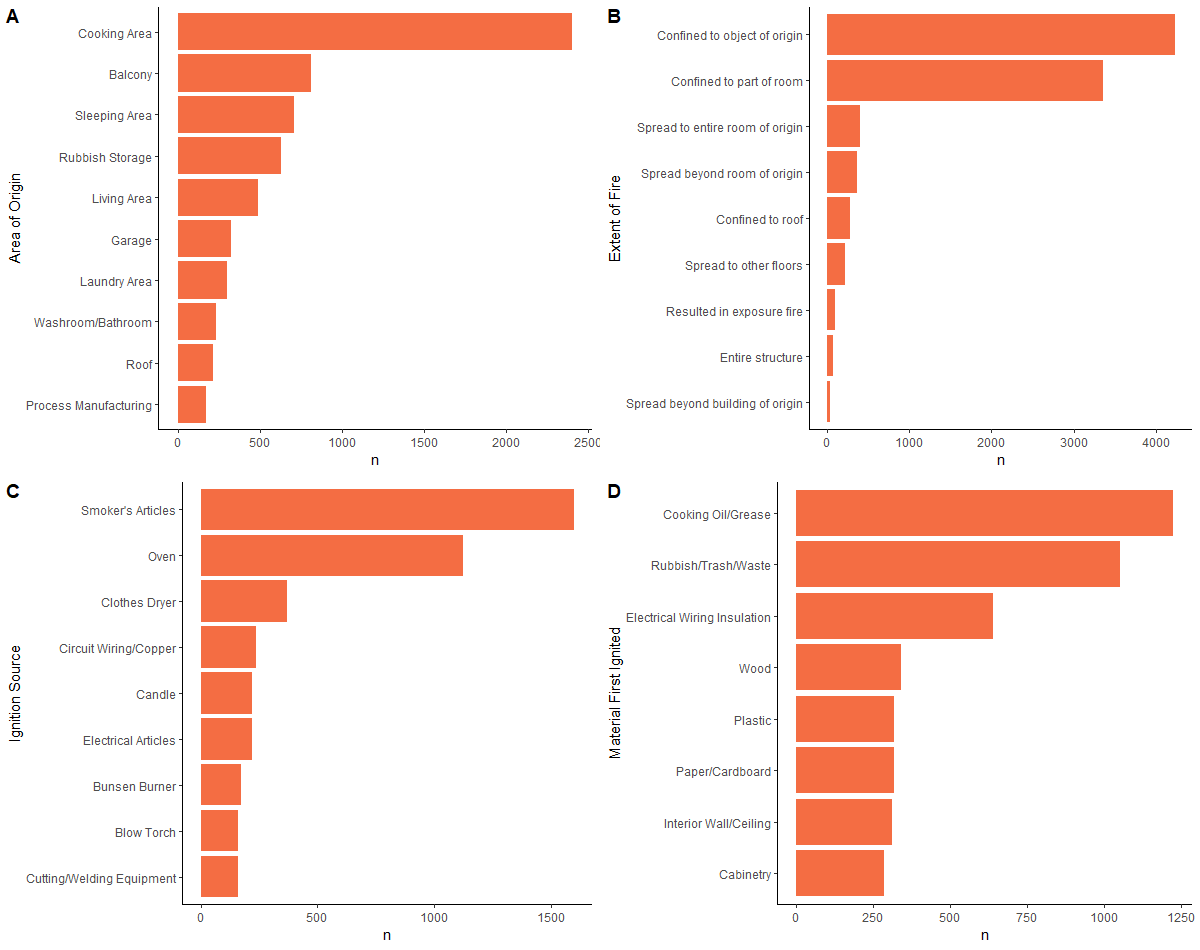 A
Area of Origin
Cooking Area
Balcony
Sleeping Area
Rubbish Storage
Living Area
Garage
Laundry Area
Washroom/Bathroom
Roof
Process Manufacturing
0 500 1000 1500 2000 2500
n
B
Extent of Fire
Confined to object of origin
Confined to part of room
Spread to entire room of origin
Spread beyond room of origin
Confined to roof
Spread to other floors
Resulted in exposure fire
Entire structure
Spread beyond building of origin
0 1000 2000 3000 4000
n
C
Ignition Source
Smoker's Articles
Oven
Clothes Dryer
Circuit Wiring/Copper
Candle
Electrical Articles
Bunsen Burner
Blow Torch
Cutting/Welding Equipment
0 500 1000 1500
n
D
Material First Ignited
Cooking Oil/Grease
Rubbish/Trash/Waste
Electrical Wiring Insulation
Wood
Plastic
Paper/Cardboard
Interior Wall/Ceiling
Cabinetry
0 250 500 750 1000 1250
n